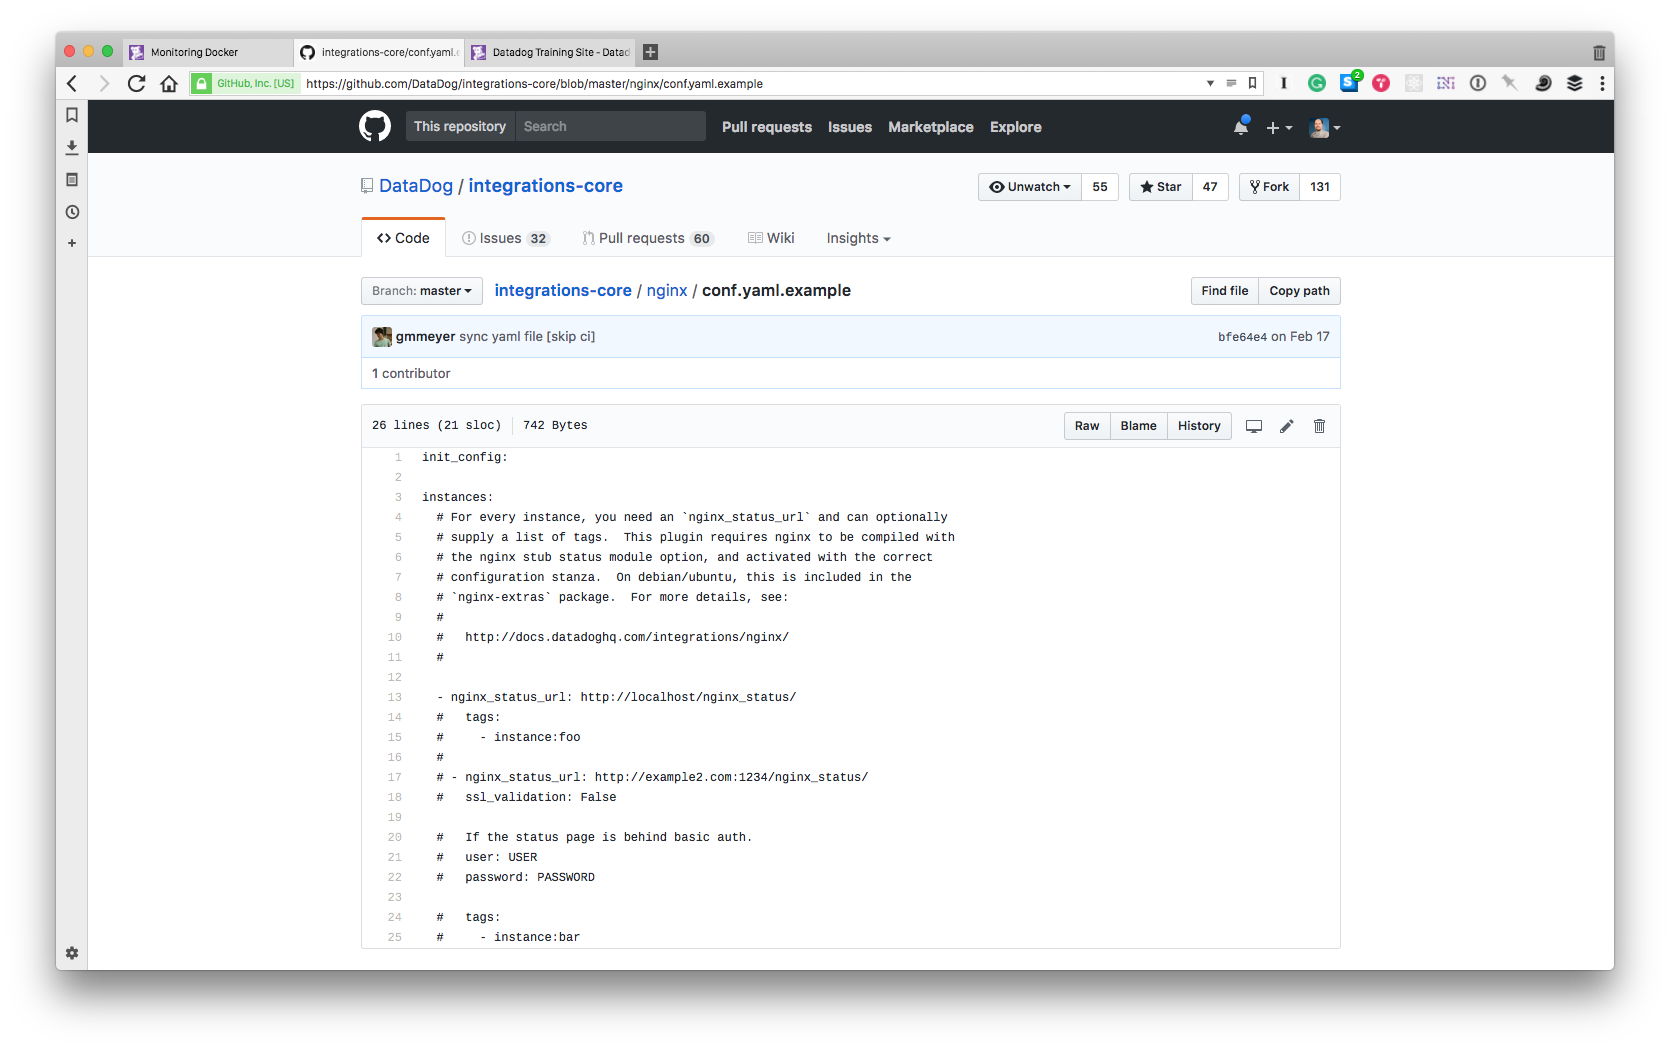 Monitoring Docker
integrations-core/conf.yaml.e
Datadog Training Site - Datad
GitHub, Inc. [US]
https://github.com/DataDog/integrations-core/blob/master/nginx/conf.yaml.example
2
This repository
Search
Pull requests
Issues
Marketplace
Explore
DataDog / integrations-core
Unwatch 55
Star 47
Fork 131
Code
Issues 32
Pull requests 60
Wiki
Insights
Branch: master
integrations-core / nginx / conf.yaml.example
Find file
Copy path
gmmeyer sync yaml file [skip ci]
bfe64e4 on Feb 17
1 contributor
26 lines (21 sloc) 742 Bytes
Raw
Blame
History
1 init_config:
2
3 instances:
4 # For every instance, you need an `nginx_status_url` and can optionally
5 # supply a list of tags.  This plugin requires nginx to be compiled with
6 # the nginx stub status module option, and activated with the correct
7 # configuration stanza.  On debian/ubuntu, this is included in the
8 # `nginx-extras` package.  For more details, see:
9 #
10 #   http://docs.datadoghq.com/integrations/nginx/
11 #
12
13 - nginx_status_url: http://localhost/nginx_status/
14 #   tags:
15 #     - instance:foo
16 #
17 # - nginx_status_url: http://example2.com:1234/nginx_status/
18 #   ssl_validation: False
19
20 #   If the status page is behind basic auth.
21 #   user: USER
22 #   password: PASSWORD
23
24 #   tags:
25 #     - instance:bar